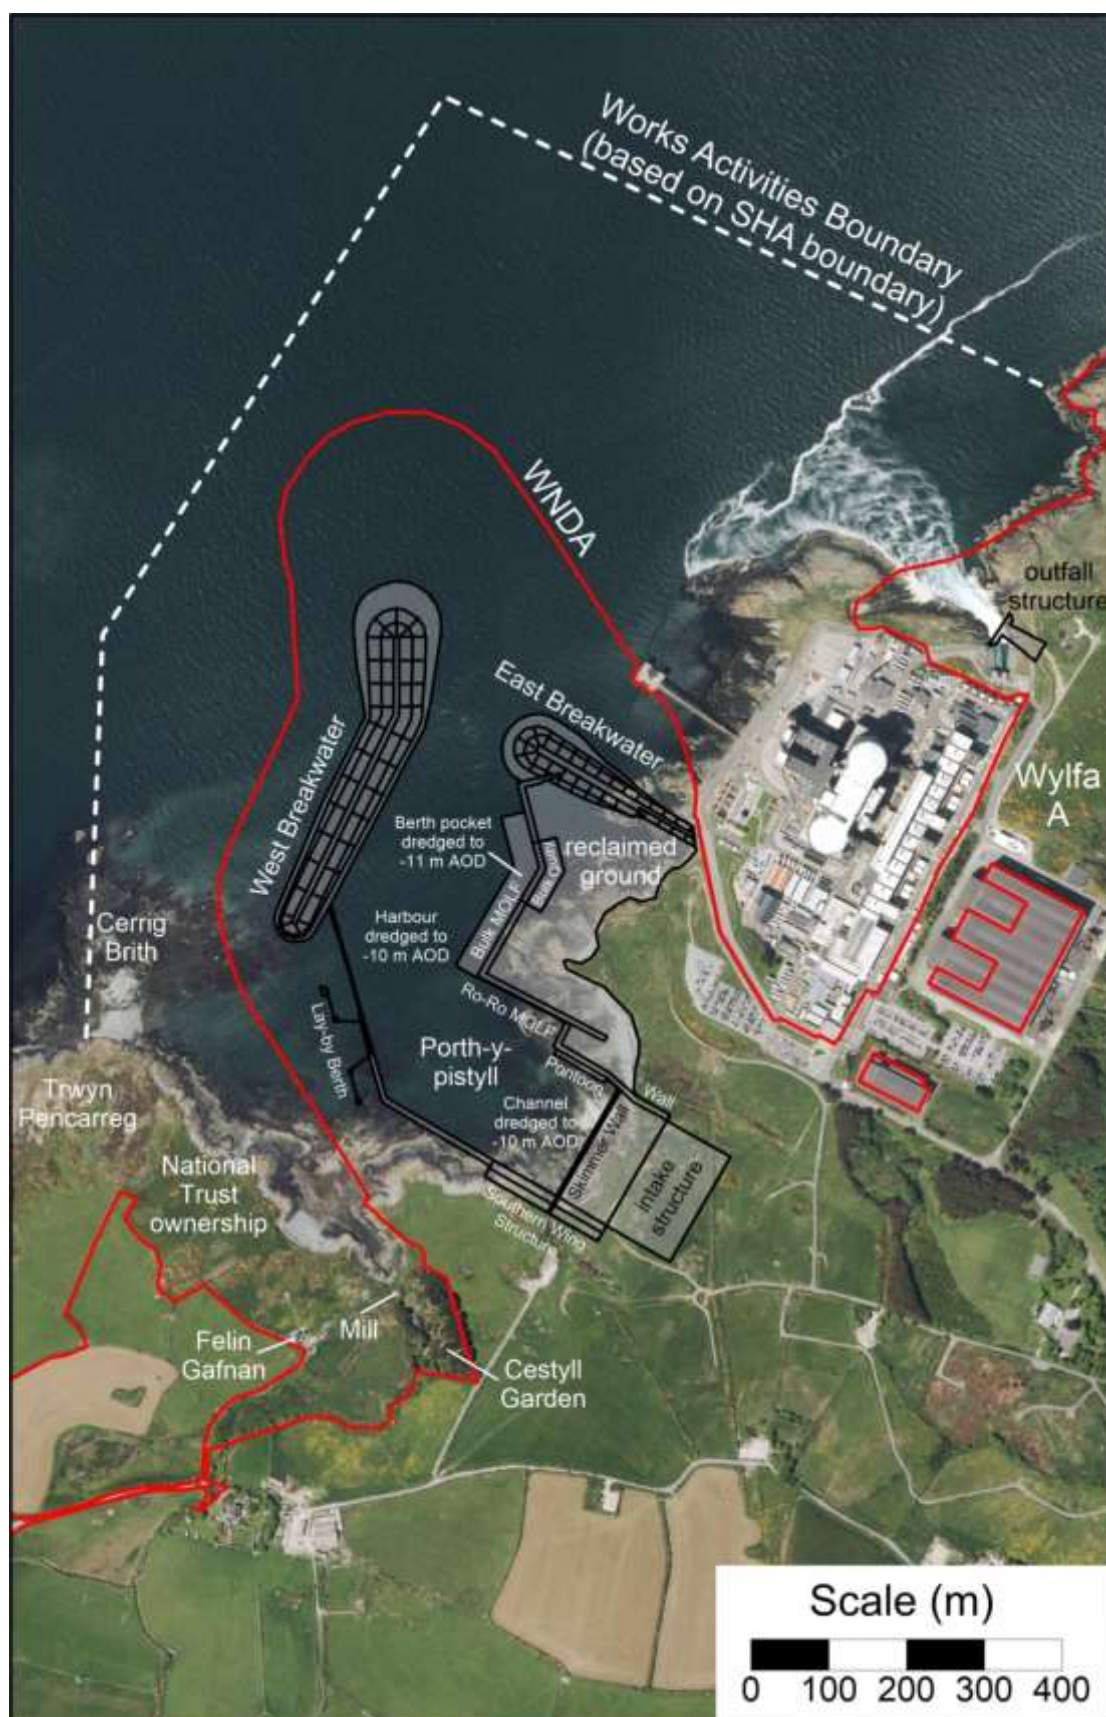 Works Activities Boundary
(based on SHA boundary)
WNDA
outfall
structure
East Breakwater
West Breakwater
Wylfa
A
Berth pocket
dredged to
-11 m AOD
reclaimed
ground
Bulk Quay
Bulk MOLF
Harbour
dredged to
-10 m AOD
Cerrig
Brith
Ro-Ro MOLF
Lay-by Berth
Porth-y-
pistyll
Pontoon
Wall
Trwyn
Pencarreg
Channel
dredged to
-10 m AOD
Skimmer Wall
intake
structure
National
Trust
ownership
Southern Wing
Structure
Mill
Felin
Gafnan
Cestyll
Garden
Scale (m)
0 100 200 300 400